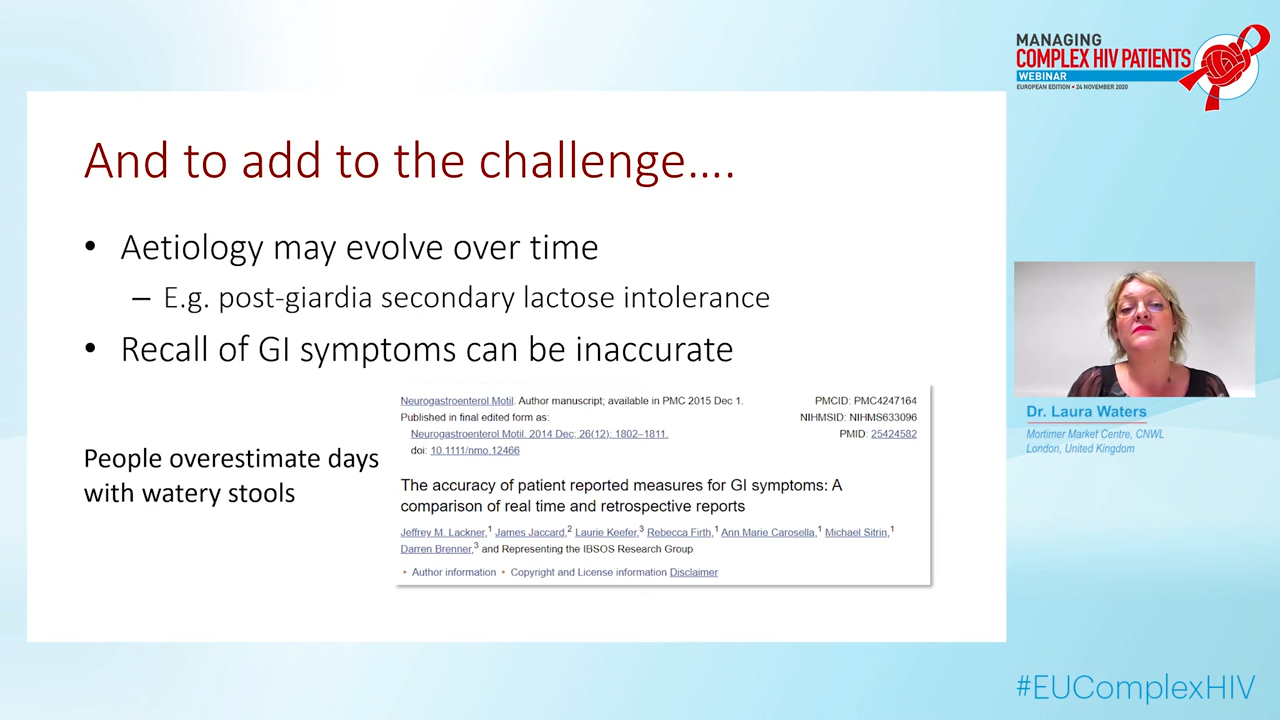 MANAGING
COMPLEX HIV PATIENTS
WEBINAR
EUROPEAN EDITION • 24 NOVEMBER 2020
And to add to the challenge....
• Aetiology may evolve over time
– E.g. post-giardia secondary lactose intolerance
• Recall of GI symptoms can be inaccurate
People overestimate days
with watery stools
Neurogastroenterol Motil. Author manuscript; available in PMC 2015 Dec 1.
Published in final edited form as:
Neurogastroenterol Motil. 2014 Dec; 26(12): 1802–1811.
doi: 10.1111/nmo.12466
PMCID: PMC4247164
NIHMSID: NIHMS633096
PMID: 25424582
The accuracy of patient reported measures for GI symptoms: A
comparison of real time and retrospective reports
Jeffrey M. Lackner,1 James Jaccard,2 Laurie Keefer,3 Rebecca Firth,1 Ann Marie Carosella,1 Michael Sitrin,1
Darren Brenner,3 and Representing the IBSOS Research Group
▸ Author information ▸ Copyright and License information Disclaimer
Dr. Laura Waters
Mortimer Market Centre, CNWL
London, United Kingdom
#EUComplexHIV